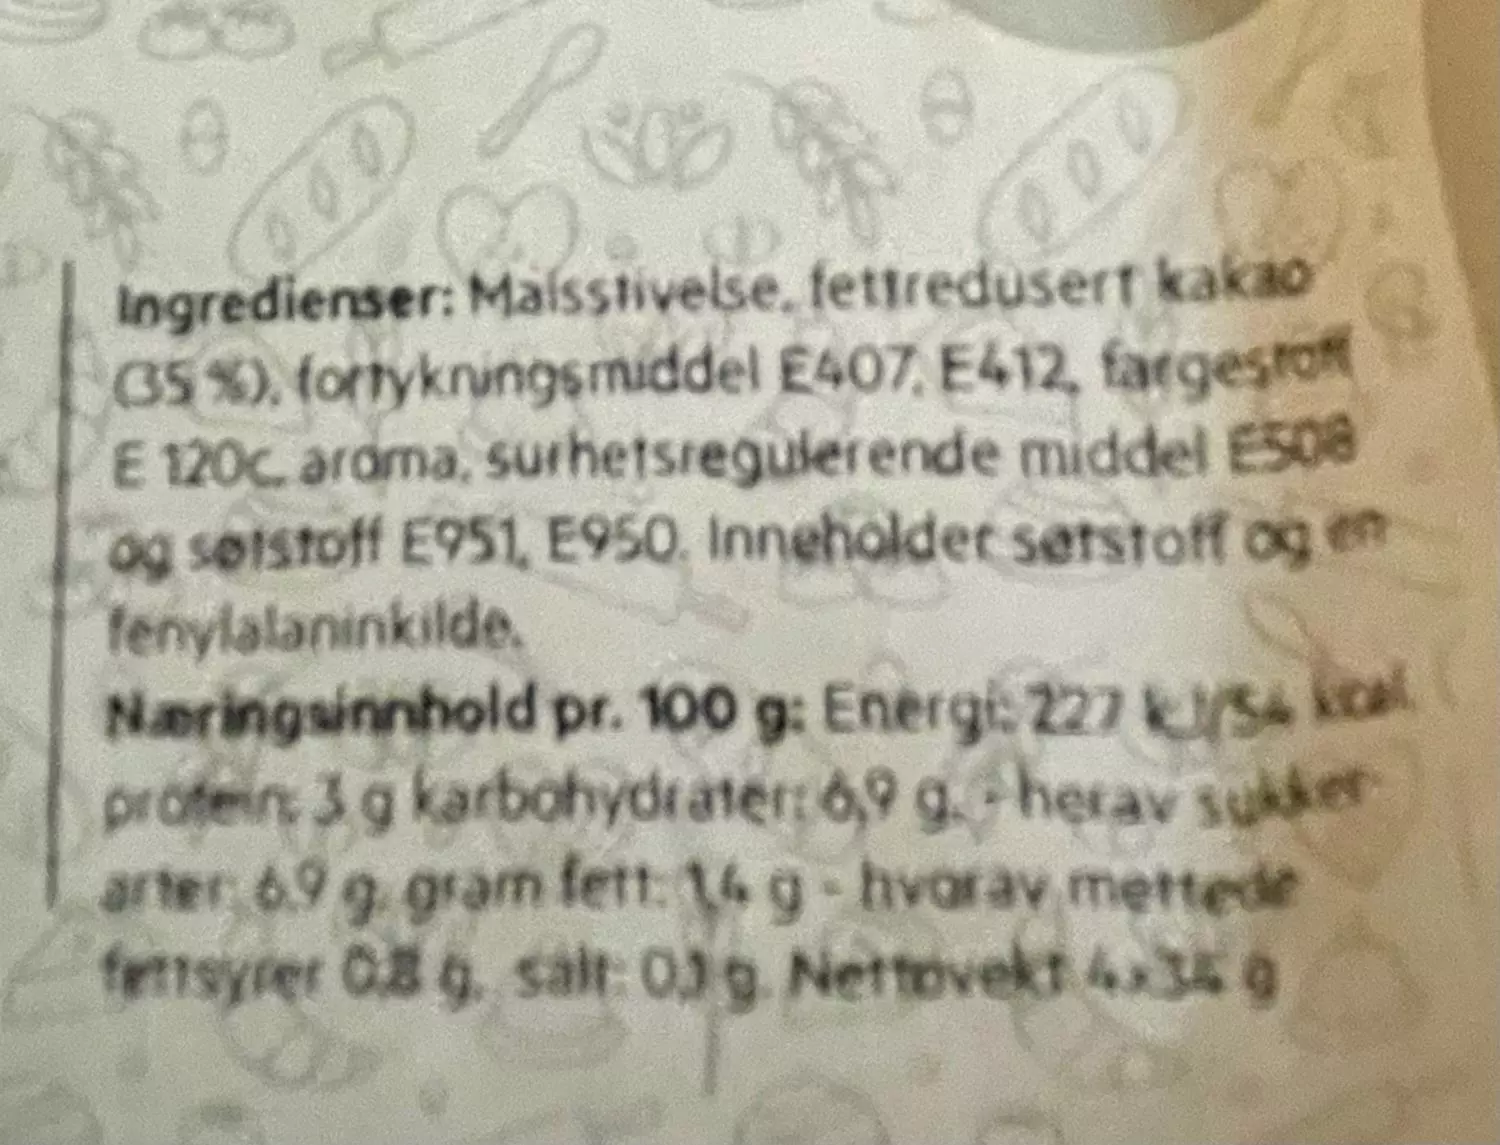 Ingredienser: Maisstivelse, fettredusert kakao
(35 %), fortykningsmiddel E407, E412, fargestoff
E 120c, aroma, surhetsregulerende middel E508
og søtstoff E951, E950. Inneholder søtstoff og en
fenylalaninkilde.
Næringsinnhold pr. 100 g: Energi: 227 kJ/54 kcal,
protein: 3 g karbohydrater: 6,9 g. - herav sukker-
arter: 6,9 g. gram fett: 1,4 g - hvorav mettede
fettsyrer 0,8 g, salt: 0,1 g. Nettovekt 4x34 g